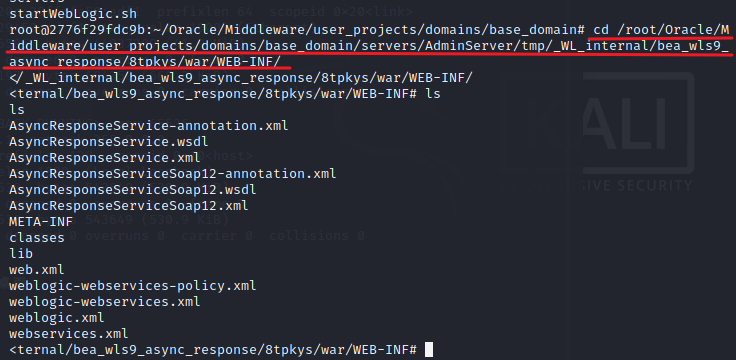 servers
startWebLogic.sh
root@2776f29fdc9b:~/Oracle/Middleware/user_projects/domains/base_domain# cd /root/Oracle/M
iddleware/user_projects/domains/base_domain/servers/AdminServer/tmp/_WL_internal/bea_wls9_
async_response/8tpkys/war/WEB-INF/
</_WL_internal/bea_wls9_async_response/8tpkys/war/WEB-INF/
<ternal/bea_wls9_async_response/8tpkys/war/WEB-INF# ls
ls
AsyncResponseService-annotation.xml
AsyncResponseService.wsdl
AsyncResponseService.xml
AsyncResponseServiceSoap12-annotation.xml
AsyncResponseServiceSoap12.wsdl
AsyncResponseServiceSoap12.xml
META-INF
classes
lib
web.xml
weblogic-webservices-policy.xml
weblogic-webservices.xml
weblogic.xml
webservices.xml
<ternal/bea_wls9_async_response/8tpkys/war/WEB-INF#